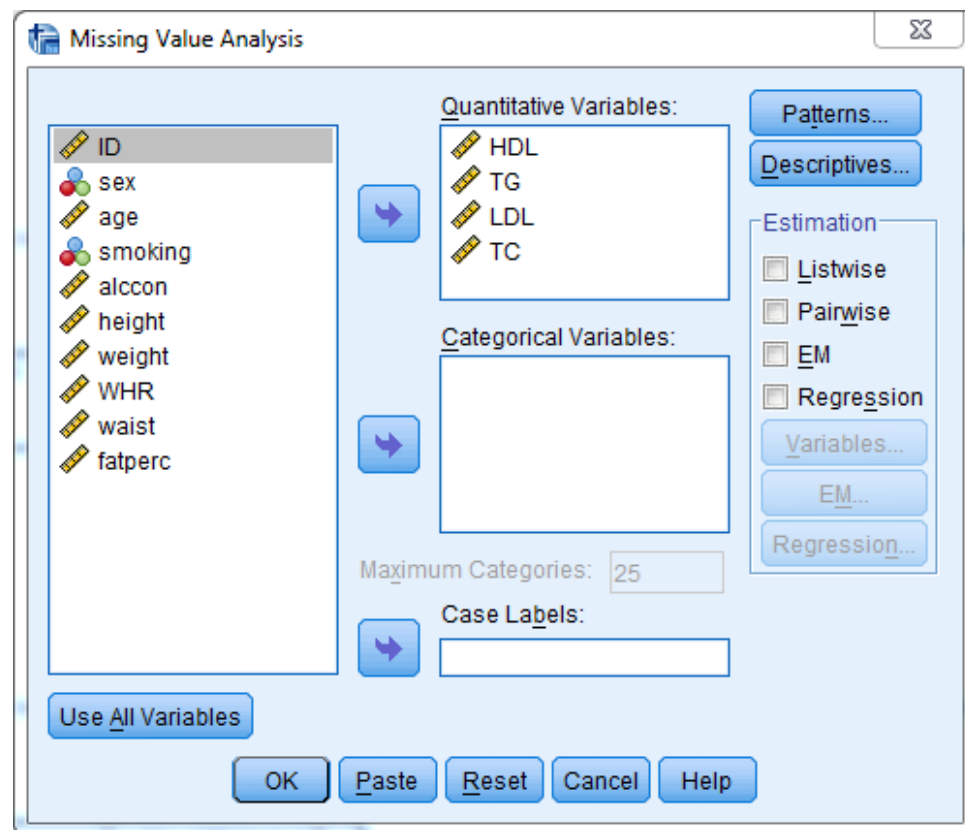 Missing Value Analysis
ID
sex
age
smoking
alccon
height
weight
WHR
waist
fatperc
Use All Variables
Quantitative Variables:
HDL
TG
LDL
TC
Categorical Variables:
Maximum Categories: 25
Case Labels:
Patterns...
Descriptives...
Estimation
Listwise
Pairwise
EM
Regression
Variables...
EM...
Regression...
OK Paste Reset Cancel Help